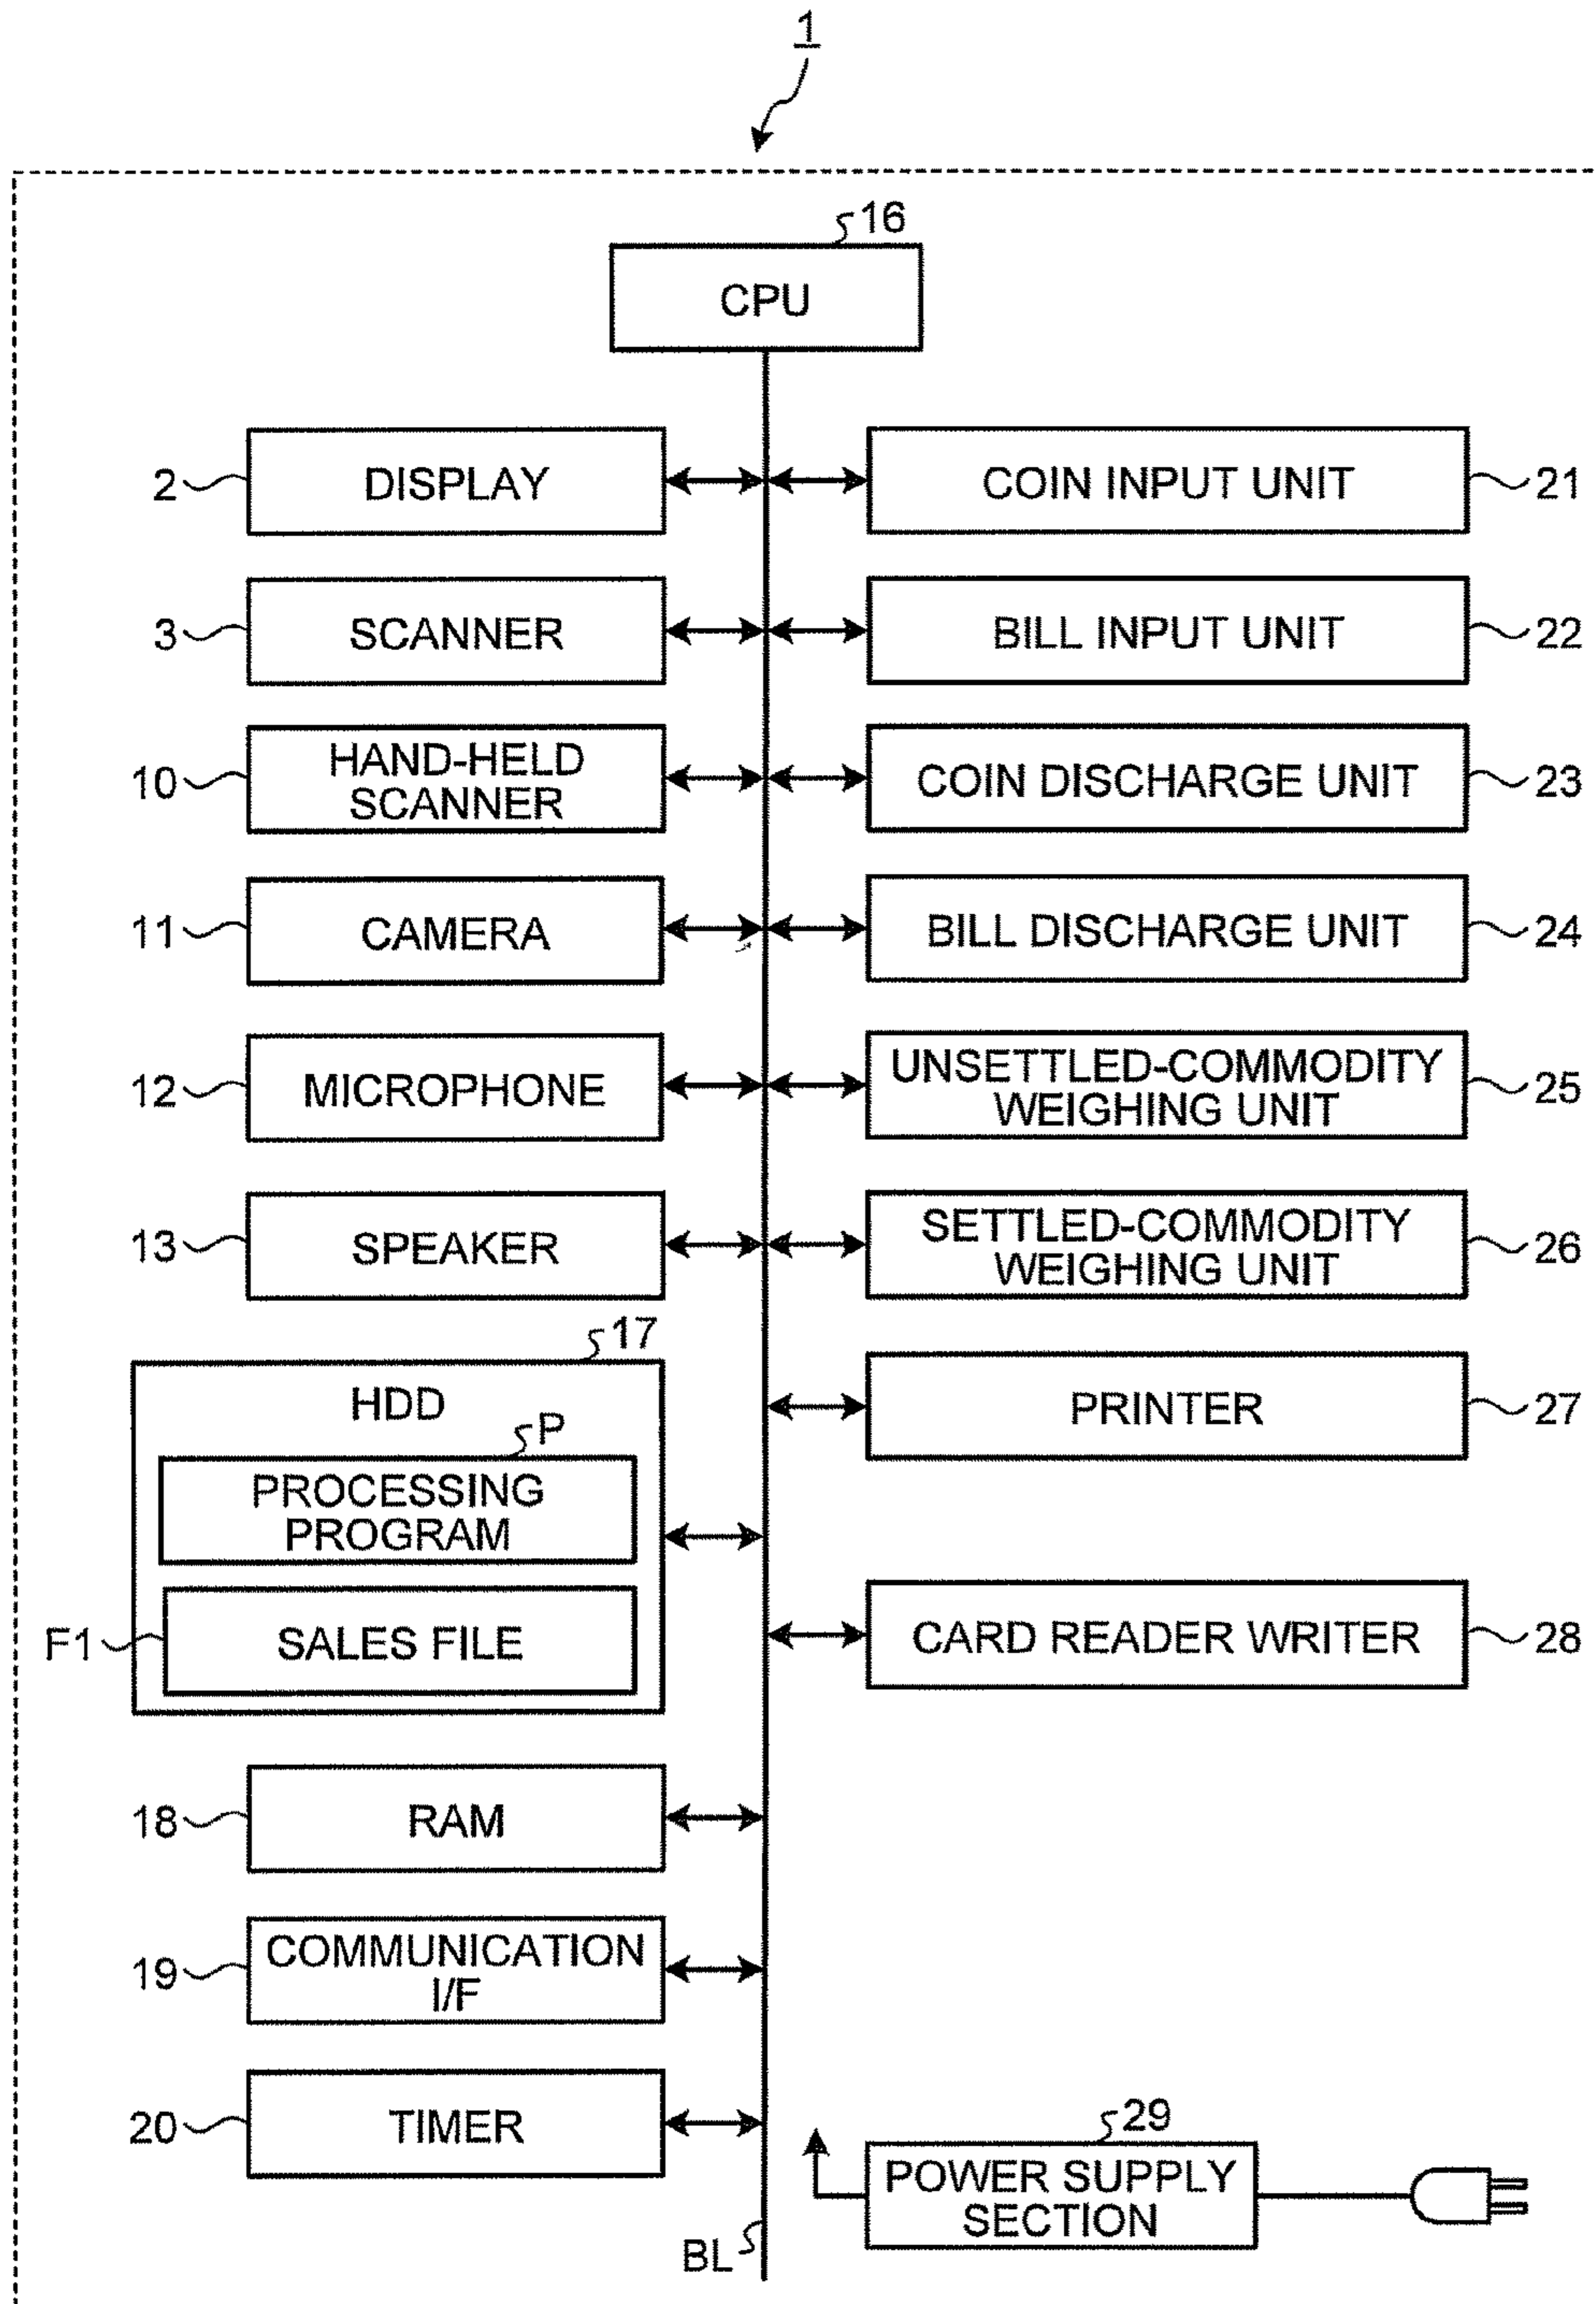 1
16
CPU
2
DISPLAY
COIN INPUT UNIT
21
3
SCANNER
BILL INPUT UNIT
22
10
HAND-HELD
SCANNER
COIN DISCHARGE UNIT
23
11
CAMERA
BILL DISCHARGE UNIT
24
12
MICROPHONE
UNSETTLED-COMMODITY
WEIGHING UNIT
25
13
SPEAKER
SETTLED-COMMODITY
WEIGHING UNIT
26
17
HDD
P
PROCESSING
PROGRAM
F1
SALES FILE
PRINTER
27
CARD READER WRITER
28
18
RAM
19
COMMUNICATION
I/F
20
TIMER
29
POWER SUPPLY
SECTION
BL